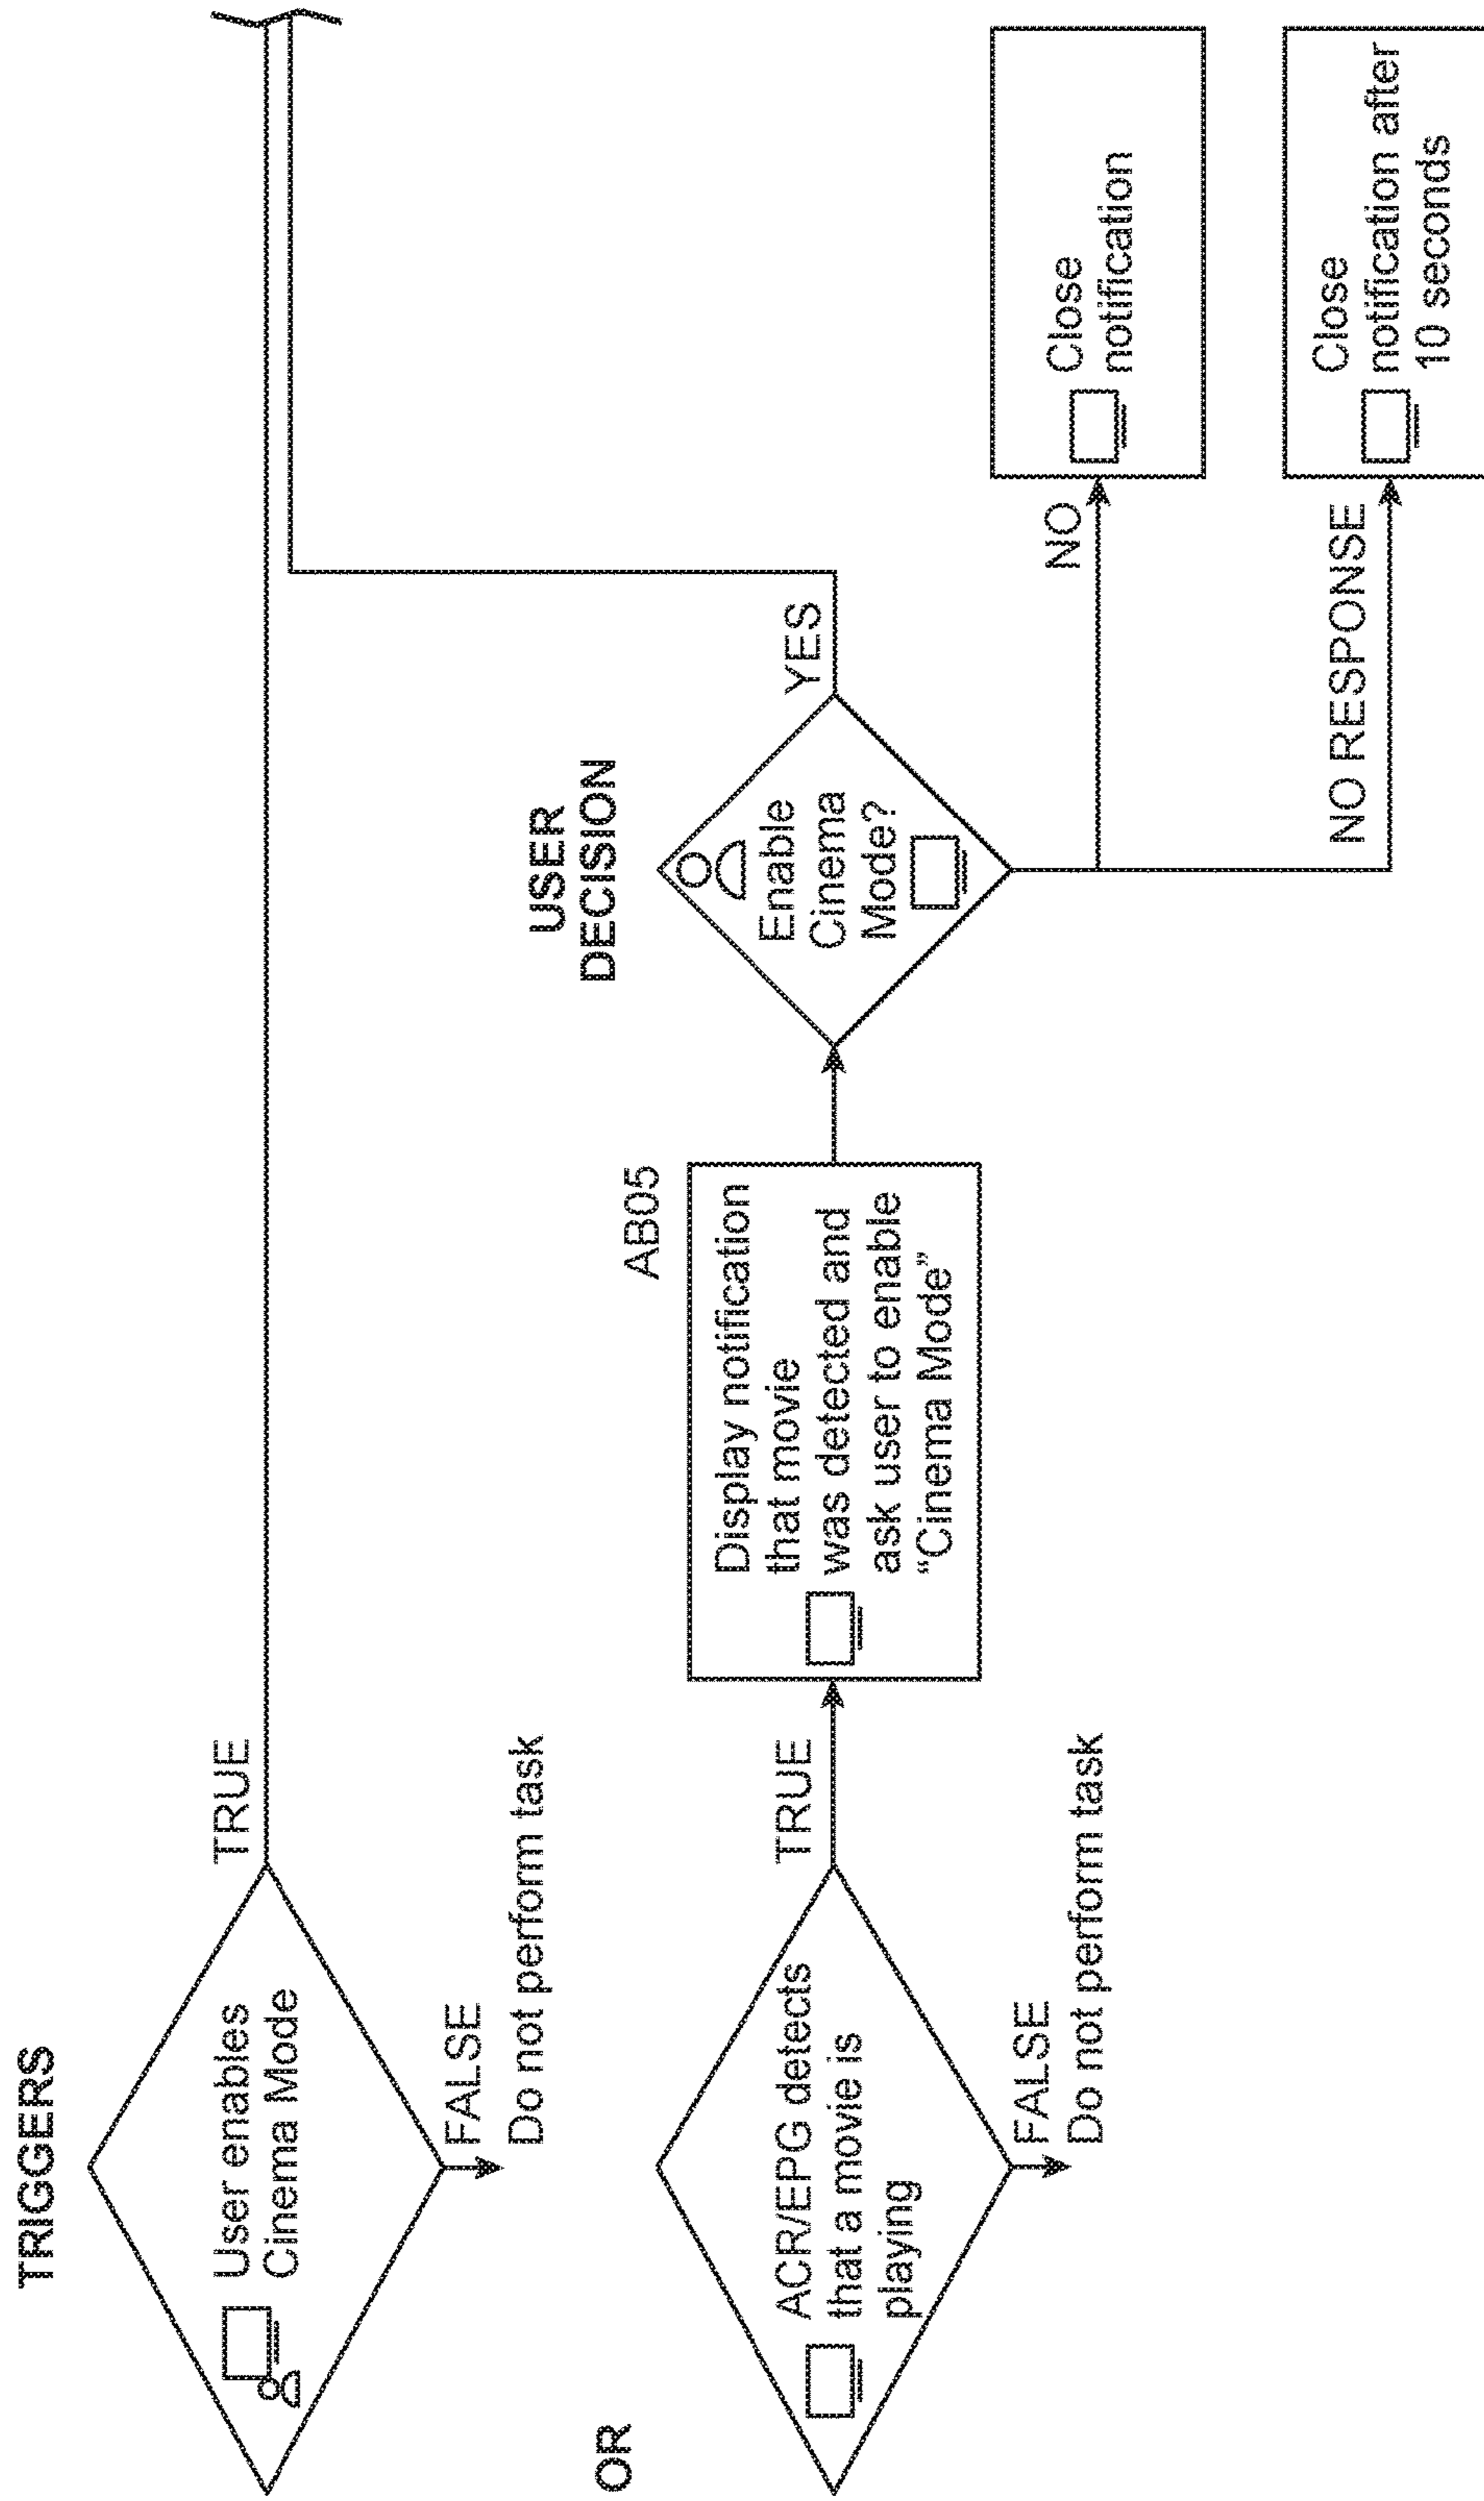 TRIGGERS
User enables
Cinema Mode
TRUE
FALSE
Do not perform task
OR
ACR/EPG detects
that a movie is
playing
TRUE
FALSE
Do not perform task
AB05
Display notification
that movie
was detected and
ask user to enable
“Cinema Mode”
USER
DECISION
Enable
Cinema
Mode?
YES
NO
Close
notification
NO RESPONSE
Close
notification after
10 seconds